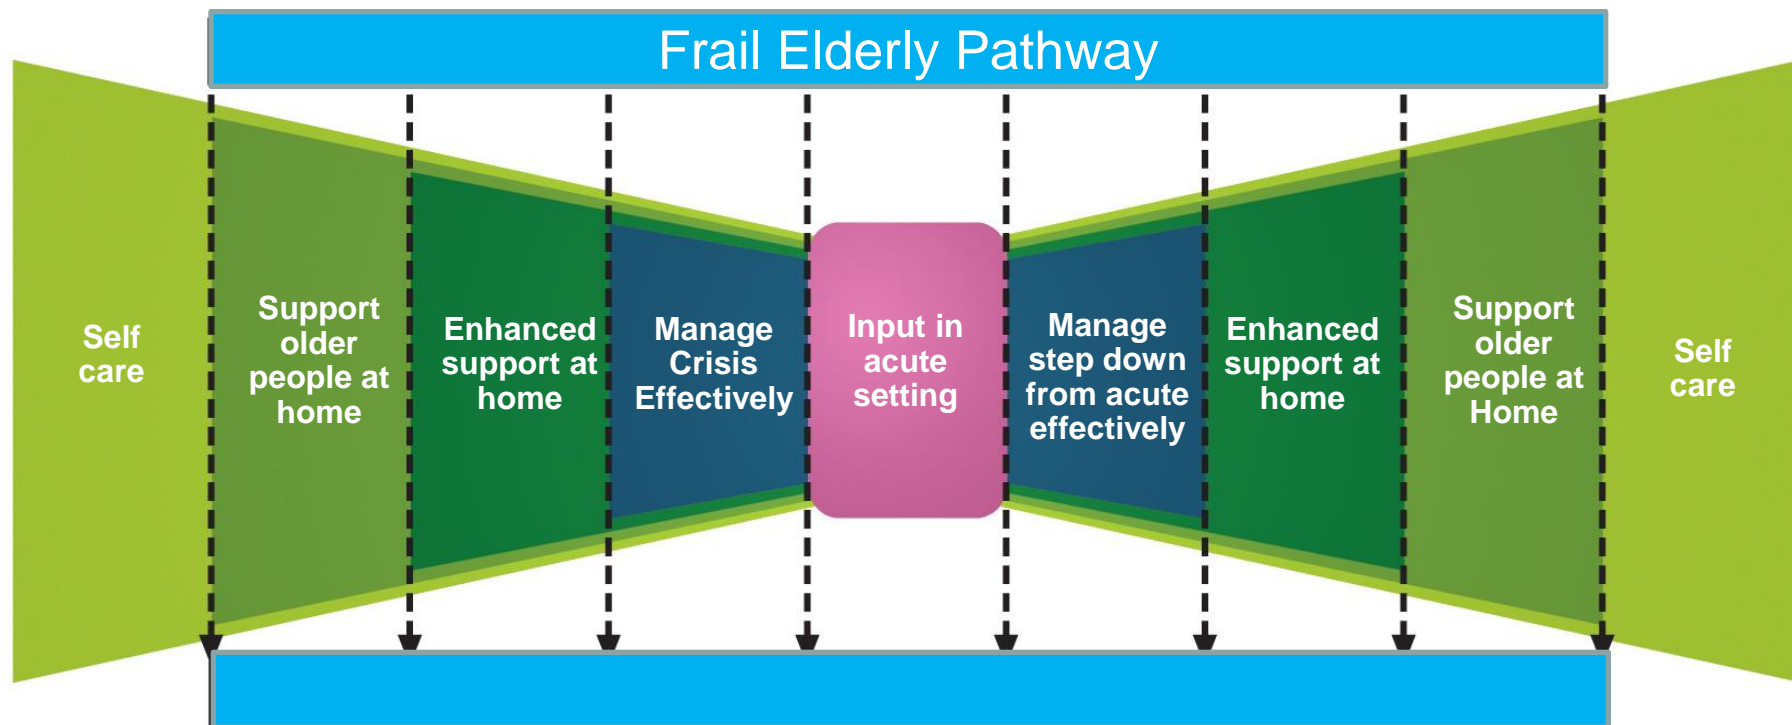 Frail Elderly Pathway
Self
care
Support
older
people at
home
Enhanced
support at
home
Manage
Crisis
Effectively
Input in
acute
setting
Manage
step down
from acute
effectively
Enhanced
support at
home
Support
older
people at
Home
Self
care